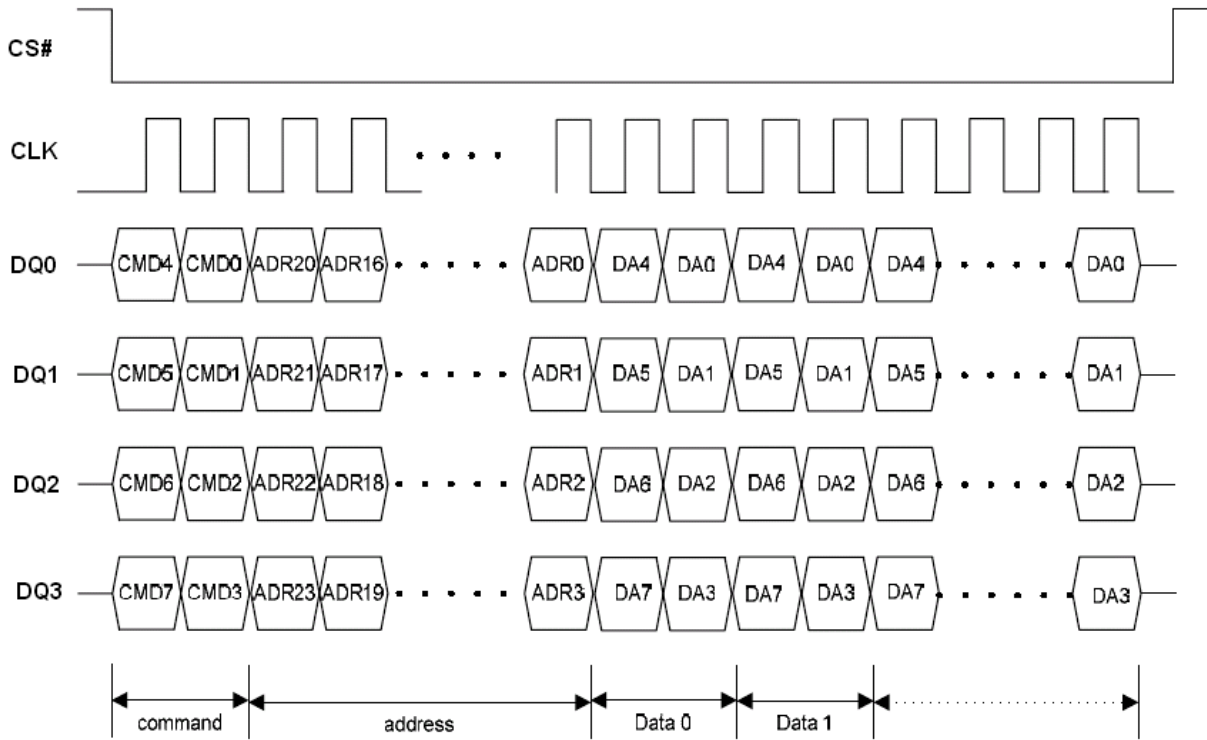 CS#
CLK
DQ0 CMD4 CMD0 ADR20 ADR16 ADR0 DA4 DA0 DA4 DA0 DA4 DA0
DQ1 CMD5 CMD1 ADR21 ADR17 ADR1 DA5 DA1 DA5 DA1 DA5 DA1
DQ2 CMD6 CMD2 ADR22 ADR18 ADR2 DA6 DA2 DA6 DA2 DA6 DA2
DQ3 CMD7 CMD3 ADR23 ADR19 ADR3 DA7 DA3 DA7 DA3 DA7 DA3
command address Data 0 Data 1